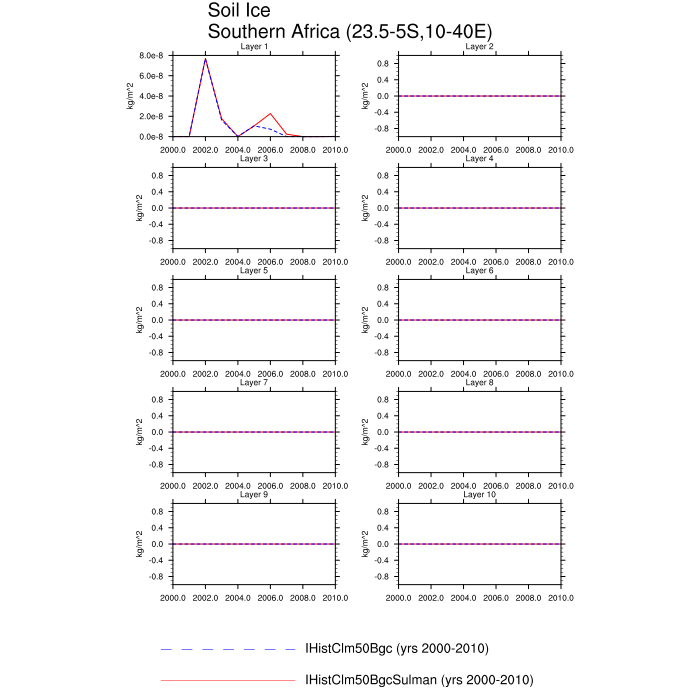 Soil Ice
Southern Africa (23.5-5S,10-40E)
Layer 1
8.0e-8
6.0e-8
4.0e-8
2.0e-8
0.0e-8
kg/m^2
2000.0 2002.0 2004.0 2006.0 2008.0 2010.0
Layer 2
0.8
0.4
0.0
-0.4
-0.8
2000.0 2002.0 2004.0 2006.0 2008.0 2010.0
Layer 3
0.8
0.4
0.0
-0.4
-0.8
kg/m^2
2000.0 2002.0 2004.0 2006.0 2008.0 2010.0
Layer 4
0.8
0.4
0.0
-0.4
-0.8
2000.0 2002.0 2004.0 2006.0 2008.0 2010.0
Layer 5
0.8
0.4
0.0
-0.4
-0.8
kg/m^2
2000.0 2002.0 2004.0 2006.0 2008.0 2010.0
Layer 6
0.8
0.4
0.0
-0.4
-0.8
2000.0 2002.0 2004.0 2006.0 2008.0 2010.0
Layer 7
0.8
0.4
0.0
-0.4
-0.8
kg/m^2
2000.0 2002.0 2004.0 2006.0 2008.0 2010.0
Layer 8
0.8
0.4
0.0
-0.4
-0.8
2000.0 2002.0 2004.0 2006.0 2008.0 2010.0
Layer 9
0.8
0.4
0.0
-0.4
-0.8
kg/m^2
2000.0 2002.0 2004.0 2006.0 2008.0 2010.0
Layer 10
0.8
0.4
0.0
-0.4
-0.8
2000.0 2002.0 2004.0 2006.0 2008.0 2010.0
IHistClm50Bgc (yrs 2000-2010)
IHistClm50BgcSulman (yrs 2000-2010)